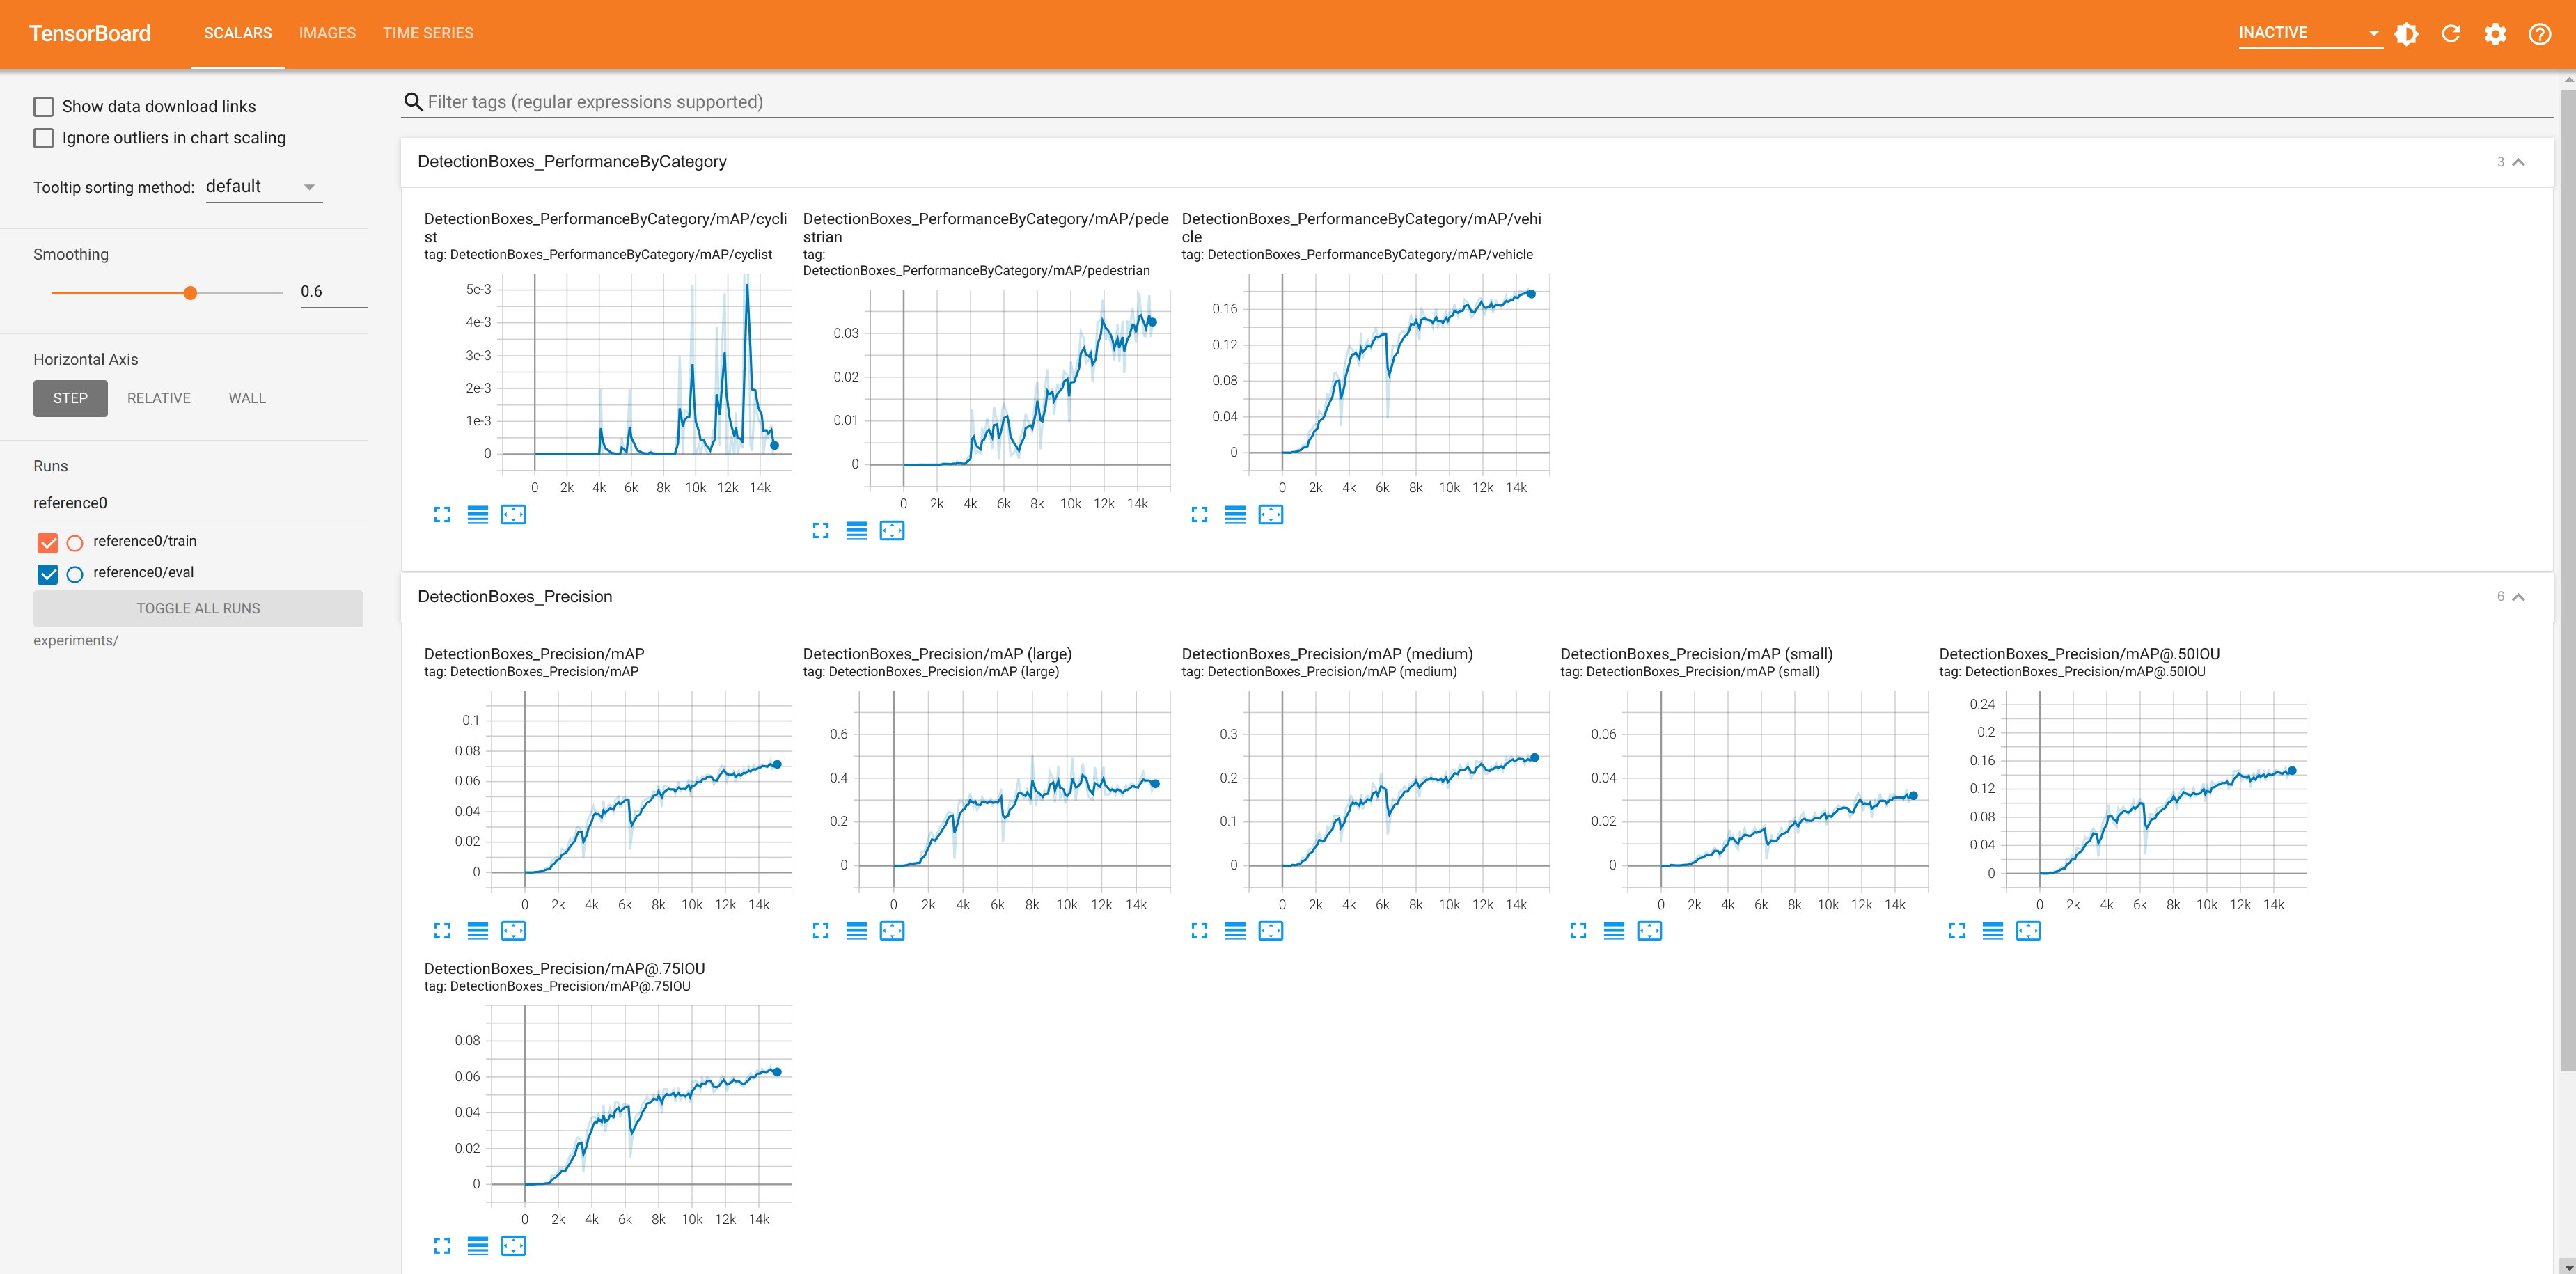 TensorBoard SCALARS IMAGES TIME SERIES INACTIVE
Show data download links
Ignore outliers in chart scaling
Tooltip sorting method: default
Smoothing
0.6
Horizontal Axis
STEP RELATIVE WALL
Runs
reference0
reference0/train
reference0/eval
TOGGLE ALL RUNS
experiments/
Filter tags (regular expressions supported)
DetectionBoxes_PerformanceByCategory 3
DetectionBoxes_PerformanceByCategory/mAP/cycli
st
tag: DetectionBoxes_PerformanceByCategory/mAP/cyclist
5e-3
4e-3
3e-3
2e-3
1e-3
0
0 2k 4k 6k 8k 10k 12k 14k
DetectionBoxes_PerformanceByCategory/mAP/pede
strian
tag:
DetectionBoxes_PerformanceByCategory/mAP/pedestrian
0.03
0.02
0.01
0
0 2k 4k 6k 8k 10k 12k 14k
DetectionBoxes_PerformanceByCategory/mAP/vehi
cle
tag: DetectionBoxes_PerformanceByCategory/mAP/vehicle
0.16
0.12
0.08
0.04
0
0 2k 4k 6k 8k 10k 12k 14k
DetectionBoxes_Precision 6
DetectionBoxes_Precision/mAP
tag: DetectionBoxes_Precision/mAP
0.1
0.08
0.06
0.04
0.02
0
0 2k 4k 6k 8k 10k 12k 14k
DetectionBoxes_Precision/mAP (large)
tag: DetectionBoxes_Precision/mAP (large)
0.6
0.4
0.2
0
0 2k 4k 6k 8k 10k 12k 14k
DetectionBoxes_Precision/mAP (medium)
tag: DetectionBoxes_Precision/mAP (medium)
0.3
0.2
0.1
0
0 2k 4k 6k 8k 10k 12k 14k
DetectionBoxes_Precision/mAP (small)
tag: DetectionBoxes_Precision/mAP (small)
0.06
0.04
0.02
0
0 2k 4k 6k 8k 10k 12k 14k
DetectionBoxes_Precision/mAP@.50IOU
tag: DetectionBoxes_Precision/mAP@.50IOU
0.24
0.2
0.16
0.12
0.08
0.04
0
0 2k 4k 6k 8k 10k 12k 14k
DetectionBoxes_Precision/mAP@.75IOU
tag: DetectionBoxes_Precision/mAP@.75IOU
0.08
0.06
0.04
0.02
0
0 2k 4k 6k 8k 10k 12k 14k